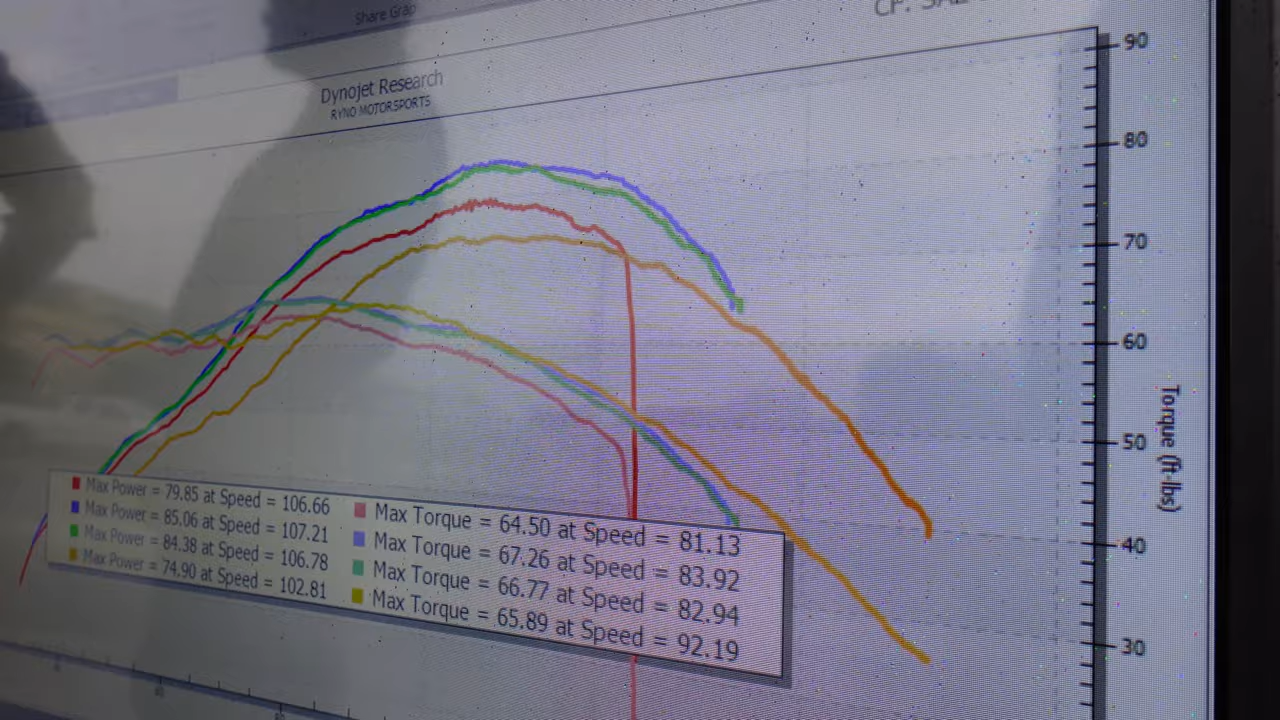 Share Grap
CF: SAE
Dynojet Research
RYNO MOTORSPORTS
90
80
70
60
50
40
30
Torque (ft-lbs)
Max Power = 79.85 at Speed = 106.66
Max Power = 85.06 at Speed = 107.21
Max Power = 84.38 at Speed = 106.78
Max Power = 74.90 at Speed = 102.81
Max Torque = 64.50 at Speed = 81.13
Max Torque = 67.26 at Speed = 83.92
Max Torque = 66.77 at Speed = 82.94
Max Torque = 65.89 at Speed = 92.19